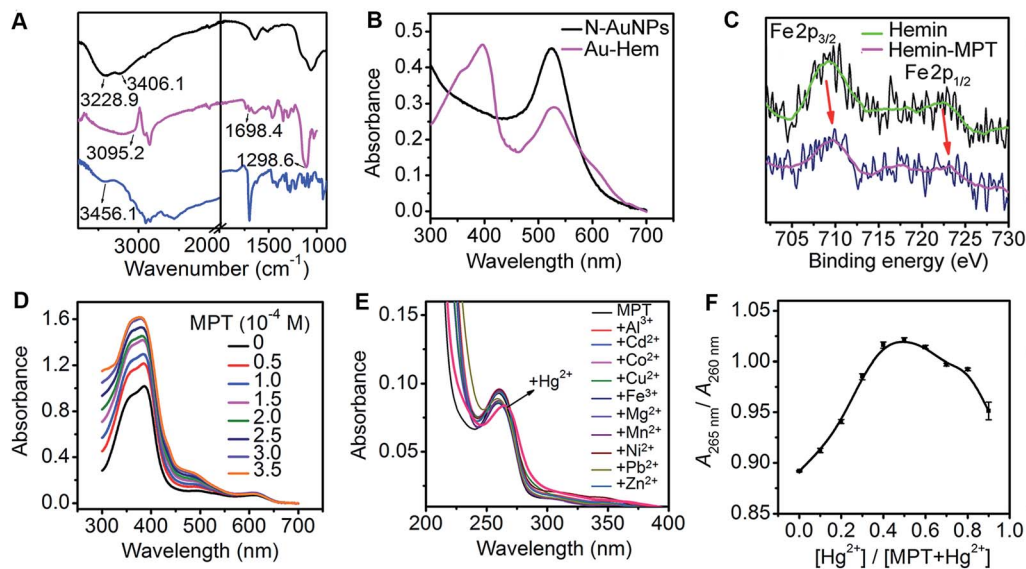 A
3406.1
3228.9
3095.2
1698.4
1298.6
3456.1
3000
2000
1500
1000
Wavenumber (cm⁻¹)
B
N-AuNPs
Au-Hem
0.5
0.4
0.3
0.2
0.1
0.0
Absorbance
300
400
500
600
700
Wavelength (nm)
C
Fe2p₃/₂
Hemin
Hemin-MPT
Fe2p₁/₂
705
710
715
720
725
730
Binding energy (eV)
D
MPT (10⁻⁴ M)
0
0.5
1.0
1.5
2.0
2.5
3.0
3.5
1.6
1.2
0.8
0.4
0.0
Absorbance
300
400
500
600
700
Wavelength (nm)
E
MPT
+Al³⁺
+Cd²⁺
+Co²⁺
+Cu²⁺
+Fe³⁺
+Mg²⁺
+Mn²⁺
+Ni²⁺
+Pb²⁺
+Zn²⁺
+Hg²⁺
0.15
0.10
0.05
Absorbance
200
250
300
350
400
Wavelength (nm)
F
1.05
1.00
0.95
0.90
0.85
A265 nm/ A260 nm
0.0
0.2
0.4
0.6
0.8
1.0
[Hg²⁺] / [MPT+Hg²⁺]